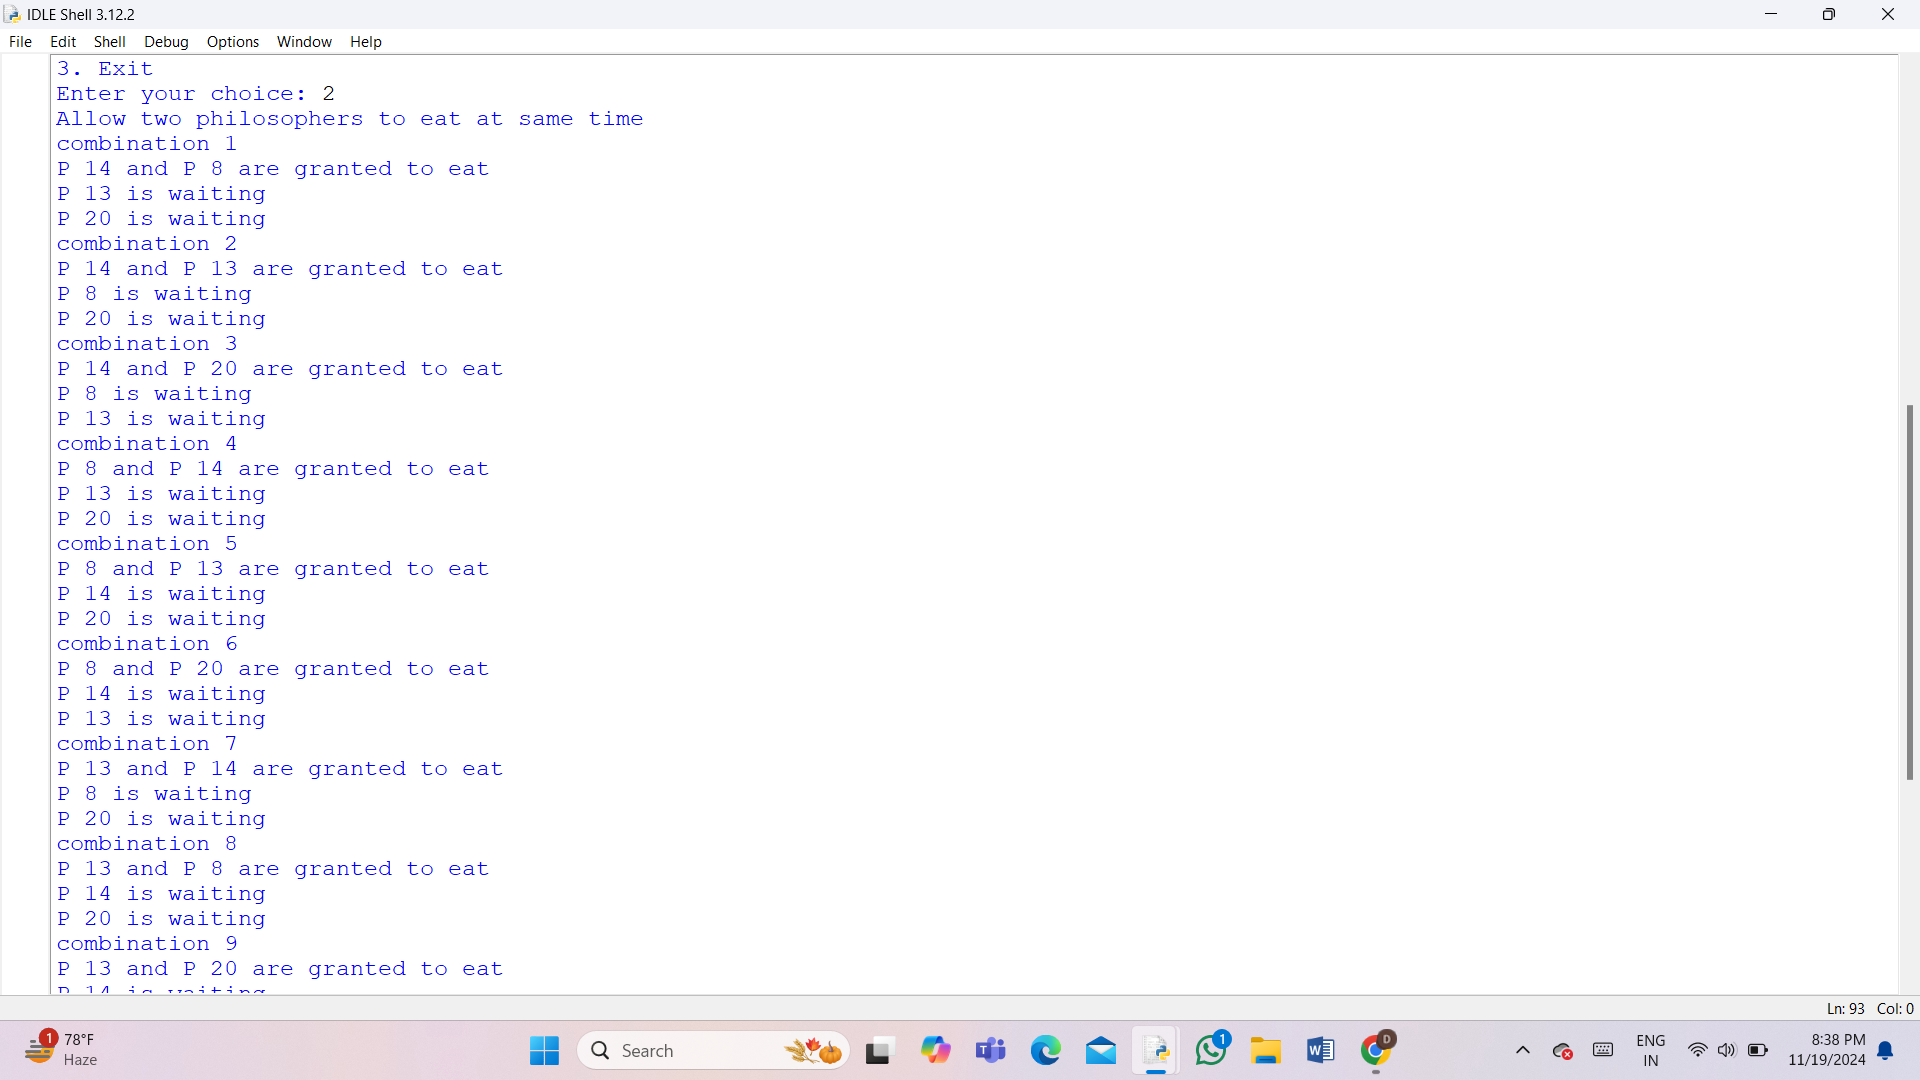 IDLE Shell 3.12.2
File Edit Shell Debug Options Window Help
3. Exit
Enter your choice: 2
Allow two philosophers to eat at same time
combination 1
P 14 and P 8 are granted to eat
P 13 is waiting
P 20 is waiting
combination 2
P 14 and P 13 are granted to eat
P 8 is waiting
P 20 is waiting
combination 3
P 14 and P 20 are granted to eat
P 8 is waiting
P 13 is waiting
combination 4
P 8 and P 14 are granted to eat
P 13 is waiting
P 20 is waiting
combination 5
P 8 and P 13 are granted to eat
P 14 is waiting
P 20 is waiting
combination 6
P 8 and P 20 are granted to eat
P 14 is waiting
P 13 is waiting
combination 7
P 13 and P 14 are granted to eat
P 8 is waiting
P 20 is waiting
combination 8
P 13 and P 8 are granted to eat
P 14 is waiting
P 20 is waiting
combination 9
P 13 and P 20 are granted to eat
P 14 is waiting
Ln: 93 Col: 0
1
78°F
Haze
Search
1
D
ENG
IN
8:38 PM
11/19/2024